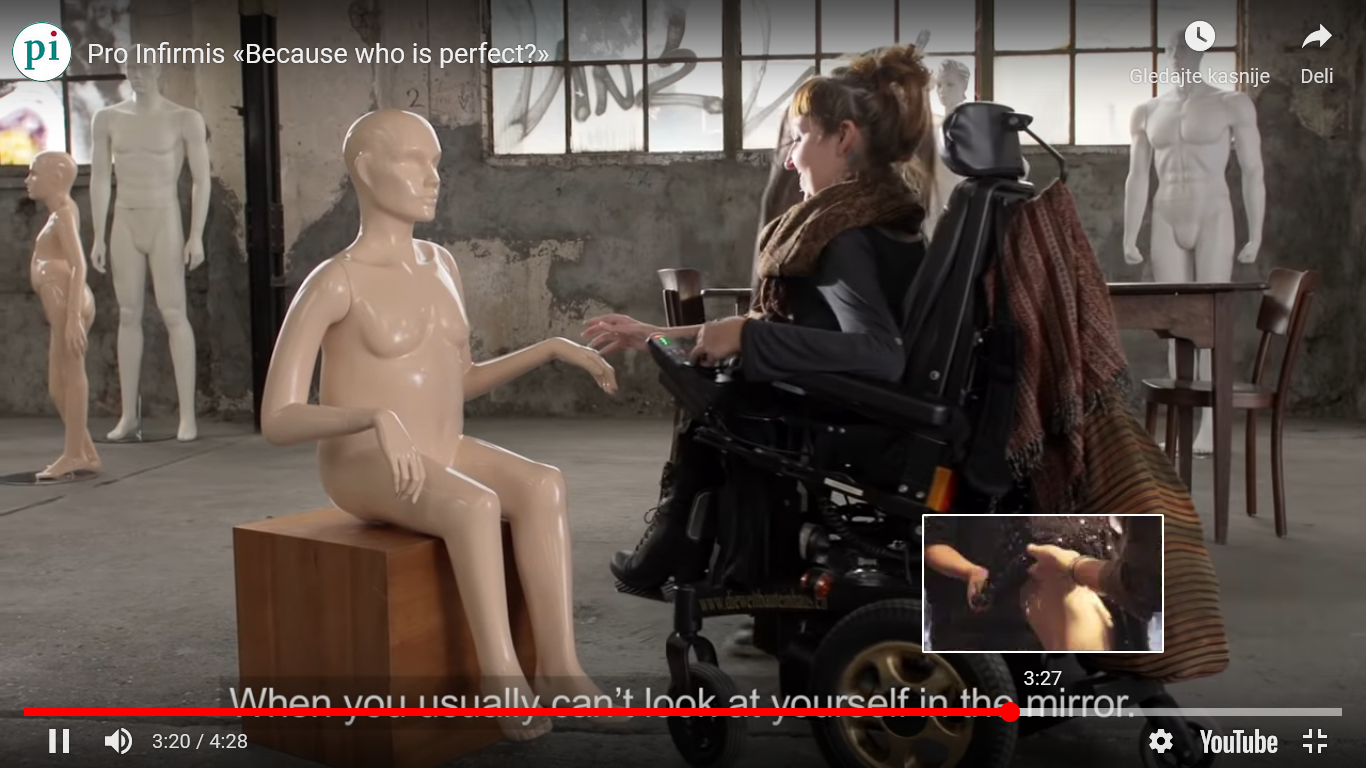 pi
Pro Infirmis «Because who is perfect?»
Gledajte kasnije
Deli
2
3:27
When you usually can't look at yourself in the mirror.
3:20 / 4:28
YouTube